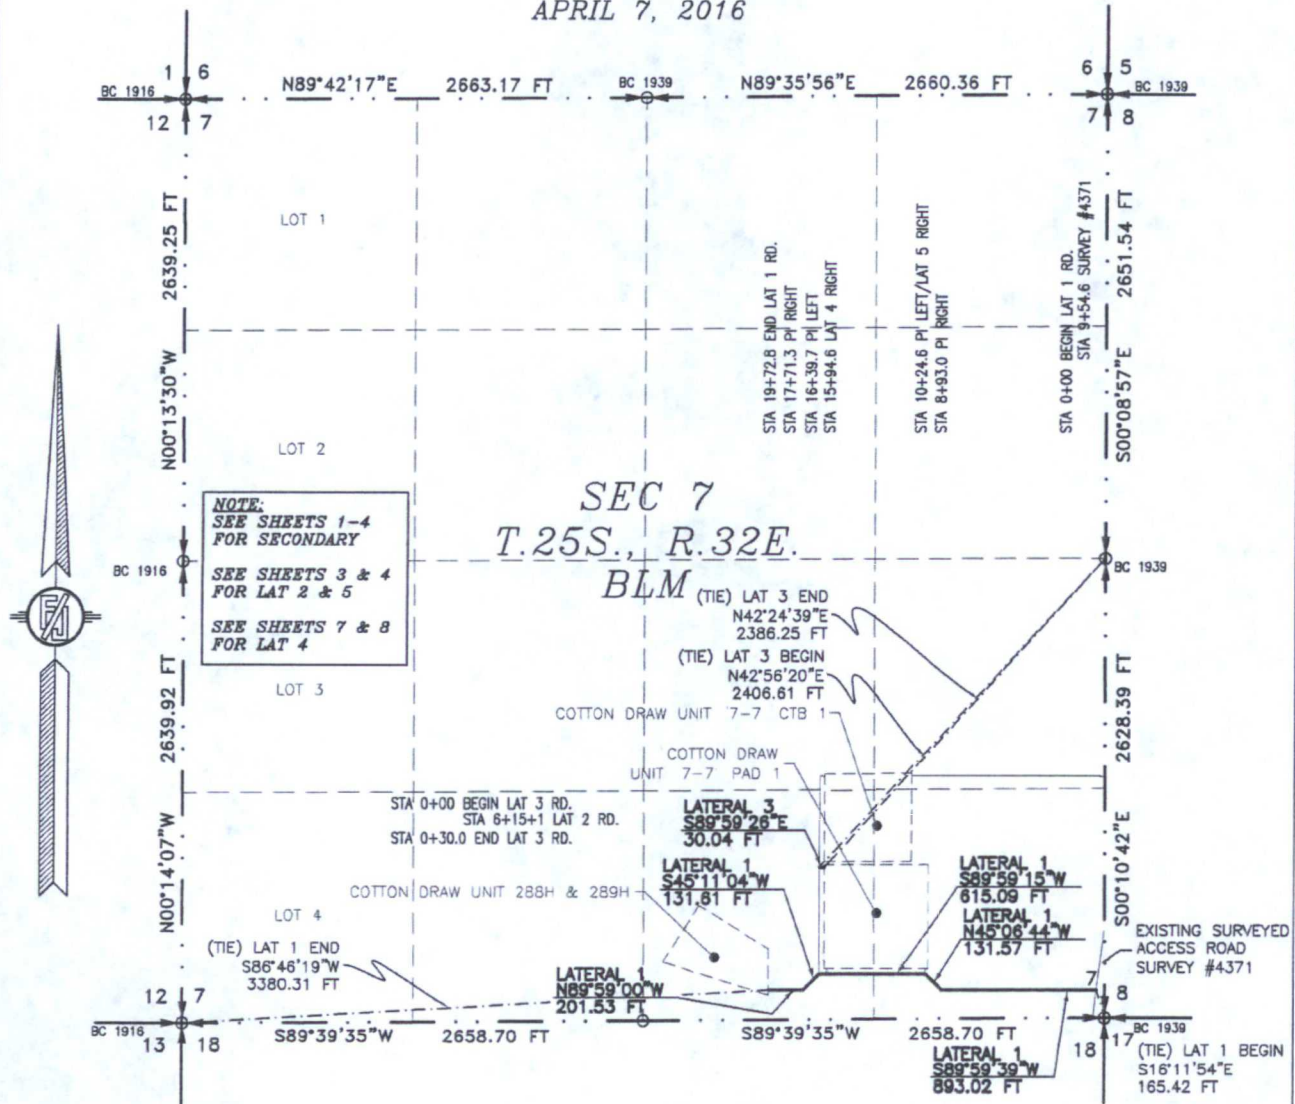 APRIL 7, 2016
1 6
BC 1916
12 7
N89°42'17"E 2663.17 FT
BC 1939
N89°35'56"E 2660.36 FT
6 5
BC 1939
7 8
N00°13'30"W 2639.25 FT
LOT 1
LOT 2
STA 19+72.8 END LAT 1 RD.
STA 17+71.3 PI RIGHT
STA 16+39.7 PI LEFT
STA 15+94.6 LAT 4 RIGHT
STA 10+24.6 PI LEFT/LAT 5 RIGHT
STA 8+93.0 PI RIGHT
STA 0+00 BEGIN LAT 1 RD.
STA 9+54.6 SURVEY #4371
S00°08'57"E 2651.54 FT
NOTE:
SEE SHEETS 1-4
FOR SECONDARY
SEE SHEETS 3 & 4
FOR LAT 2 & 5
SEE SHEETS 7 & 8
FOR LAT 4
SEC 7
T.25S., R.32E.
BLM
BC 1916
BC 1939
(TIE) LAT 3 END
N42°24'39"E
2386.25 FT
(TIE) LAT 3 BEGIN
N42°56'20"E
2406.61 FT
N00°14'07"W 2639.92 FT
LOT 3
COTTON DRAW UNIT 7-7 CTB 1
COTTON DRAW
UNIT 7-7 PAD 1
S00°10'42"E 2628.39 FT
STA 0+00 BEGIN LAT 3 RD.
STA 6+15+1 LAT 2 RD.
STA 0+30.0 END LAT 3 RD.
LATERAL 3
S89°59'26"E
30.04 FT
LATERAL 1
S45°11'04"W
131.61 FT
LATERAL 1
S89°59'15"W
615.09 FT
COTTON DRAW UNIT 288H & 289H
LOT 4
LATERAL 1
N45°06'44"W
131.57 FT
EXISTING SURVEYED
ACCESS ROAD
SURVEY #4371
(TIE) LAT 1 END
S86°46'19"W
3380.31 FT
LATERAL 1
N89°59'00"W
201.53 FT
12 7
BC 1916
13 18
S89°39'35"W 2658.70 FT
S89°39'35"W 2658.70 FT
7 8
BC 1939
18 17
LATERAL 1
S89°59'39"W
893.02 FT
(TIE) LAT 1 BEGIN
S16°11'54"E
165.42 FT